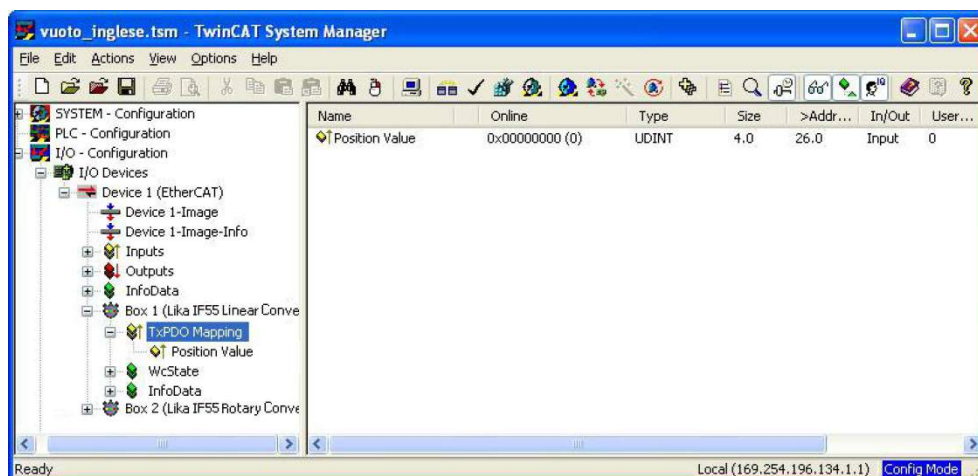 vuoto_inglese.tsm - TwinCAT System Manager
File Edit Actions View Options Help
SYSTEM - Configuration
PLC - Configuration
I/O - Configuration
I/O Devices
Device 1 (EtherCAT)
Device 1-Image
Device 1-Image-Info
Inputs
Outputs
InfoData
Box 1 (Lika IF55 Linear Conve
TxPDO Mapping
Position Value
WcState
InfoData
Box 2 (Lika IF55 Rotary Conve
Name Online Type Size >Addr... In/Out User...
Position Value 0x00000000 (0) UDINT 4.0 26.0 Input 0
Ready Local (169.254.196.134.1.1) Config Mode